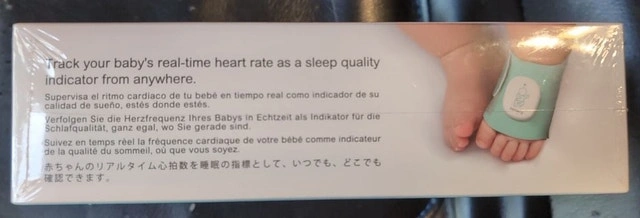 Track your baby's real-time heart rate as a sleep quality
indicator from anywhere.
Supervisa el ritmo cardíaco de tu bebé en tiempo real como indicador de su
calidad de sueño, estés donde estés.
Verfolgen Sie die Herzfrequenz Ihres Babys in Echtzeit als Indikator für die
Schlafqualität, ganz egal, wo Sie gerade sind.
Suivez en temps réel la fréquence cardiaque de votre bébé comme indicateur
de la qualité du sommeil, où que vous soyez.
赤ちゃんのリアルタイム心拍数を睡眠の指標として、いつでも、どこでも
確認できます。